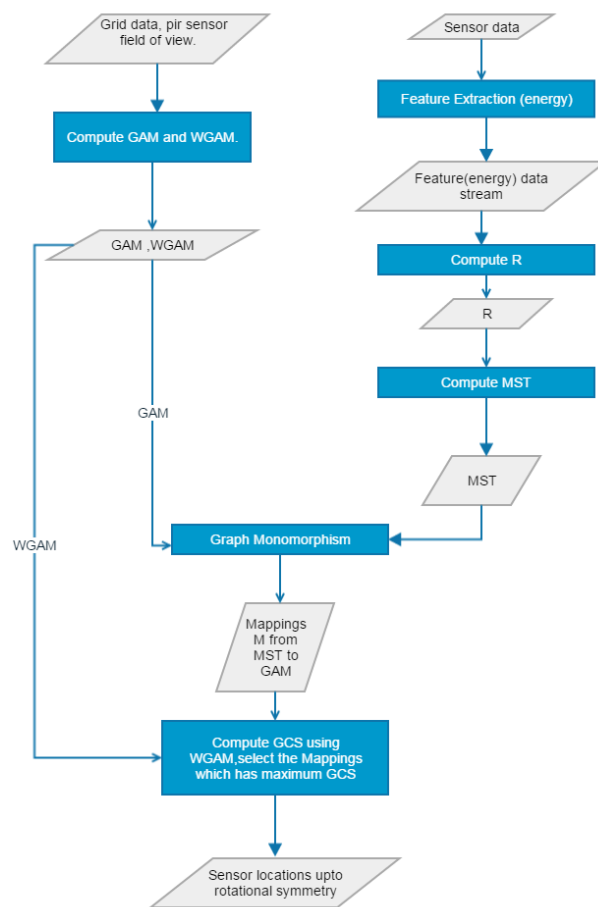 Grid data, pir sensor
field of view.
Sensor data
Compute GAM and WGAM.
Feature Extraction (energy)
Feature(energy) data
stream
GAM ,WGAM
Compute R
R
Compute MST
GAM
MST
WGAM
Graph Monomorphism
Mappings
M from
MST to
GAM
Compute GCS using
WGAM,select the Mappings
which has maximum GCS
Sensor locations upto
rotational symmetry